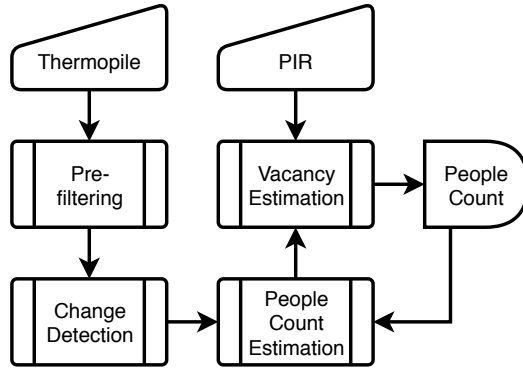 Thermopile
PIR
Pre-
filtering
Vacancy
Estimation
People
Count
Change
Detection
People
Count
Estimation